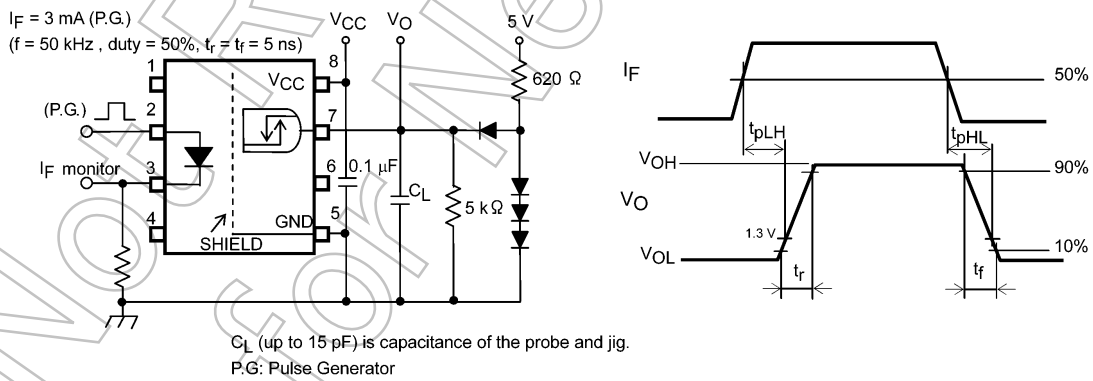 IF = 3 mA (P.G.)
(f = 50 kHz , duty = 50%, tr = tf = 5 ns)
VCC
VO
5 V
1
8
VCC
620 Ω
(P.G.)
2
7
IF monitor
3
6
0.1 μF
CL
5 kΩ
4
5
GND
SHIELD
CL (up to 15 pF) is capacitance of the probe and jig.
P.G: Pulse Generator
IF
50%
tpLH
tpHL
VOH
90%
VO
1.3 V
10%
VOL
tr
tf